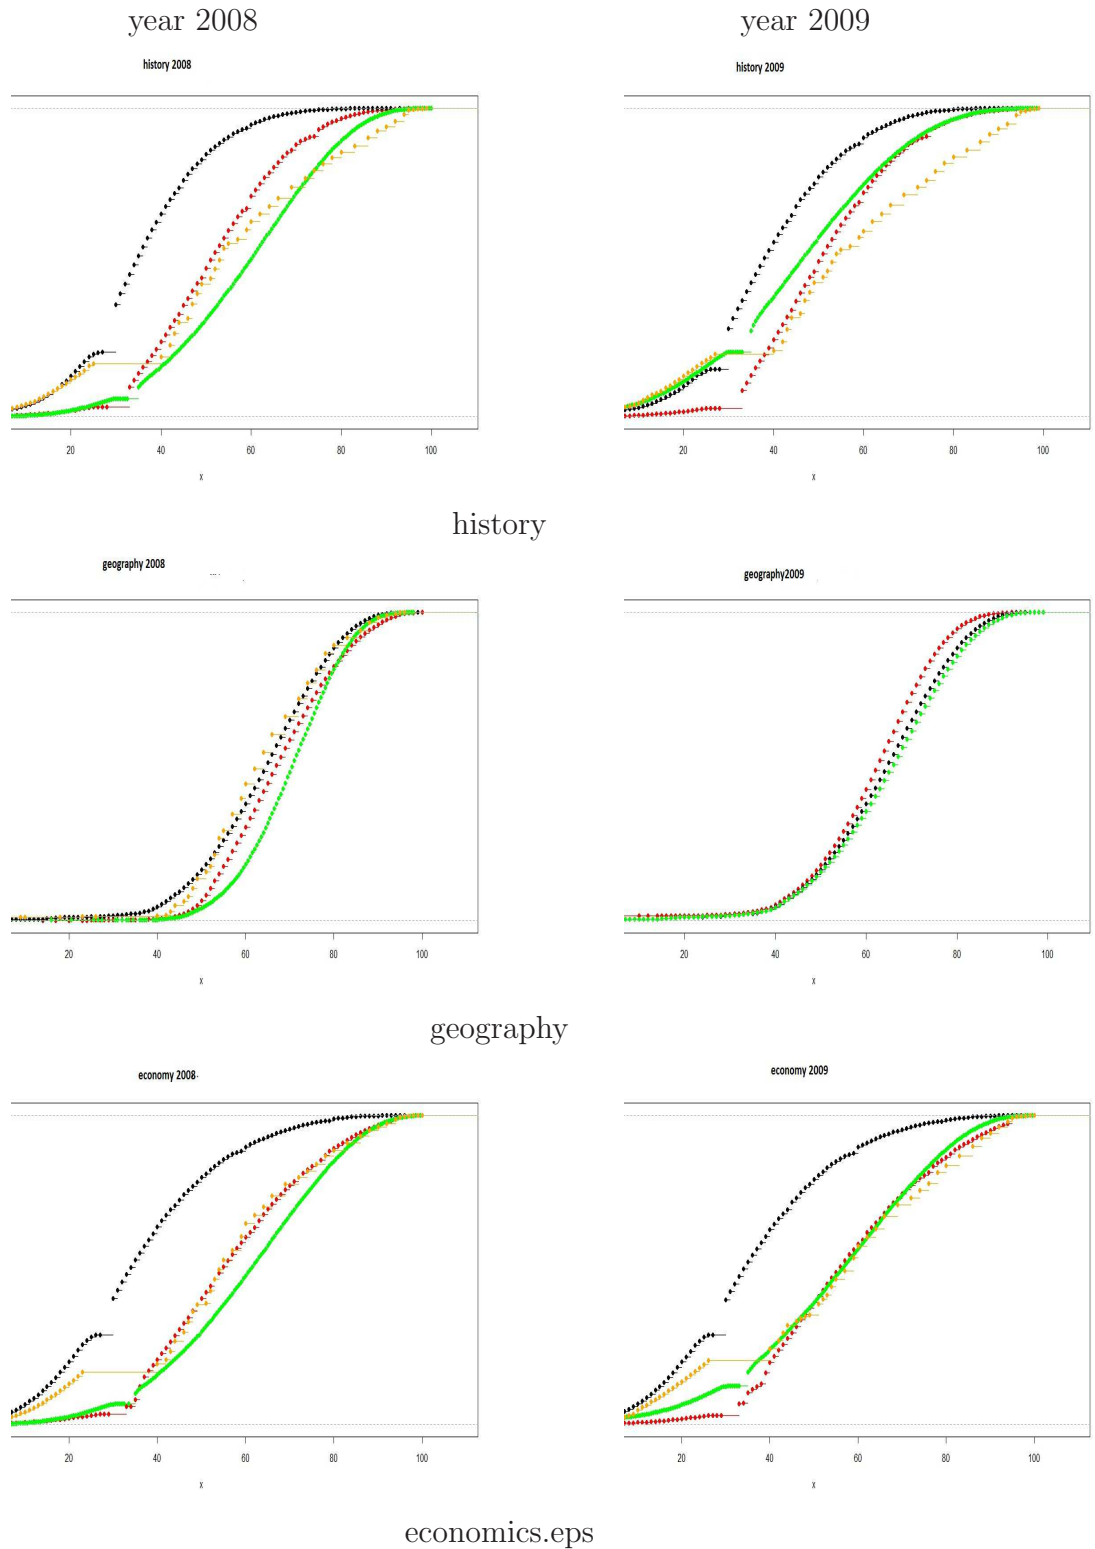 year 2008 year 2009
history 2008 history 2009
20 40 60 80 100 20 40 60 80 100
x x
history
geography 2008 geography2009
20 40 60 80 100 20 40 60 80 100
x x
geography
economy 2008 economy 2009
20 40 60 80 100 20 40 60 80 100
x x
economics.eps